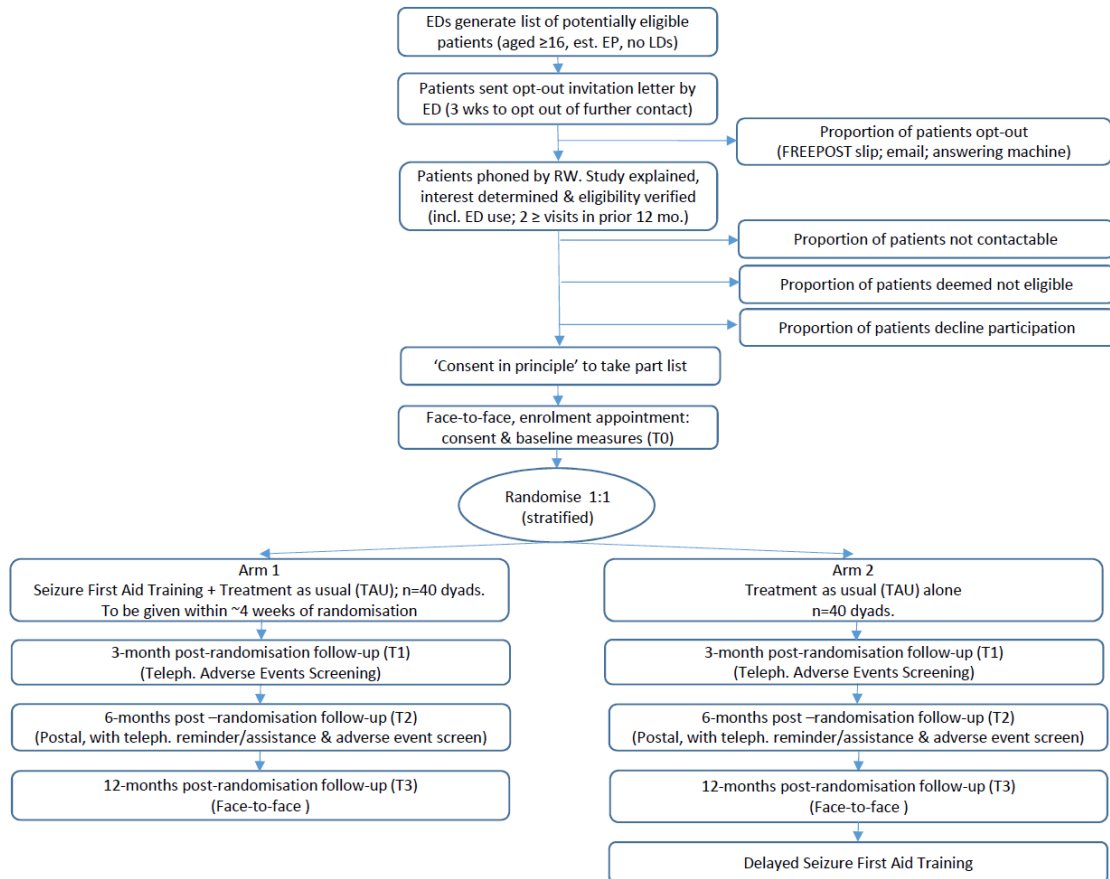 EDs generate list of potentially eligible
patients (aged ≥16, est. EP, no LDs)
Patients sent opt-out invitation letter by
ED (3 wks to opt out of further contact)
Proportion of patients opt-out
(FREEPOST slip; email; answering machine)
Patients phoned by RW. Study explained,
interest determined & eligibility verified
(incl. ED use; 2 ≥ visits in prior 12 mo.)
Proportion of patients not contactable
Proportion of patients deemed not eligible
Proportion of patients decline participation
‘Consent in principle’ to take part list
Face-to-face, enrolment appointment:
consent & baseline measures (T0)
Randomise 1:1
(stratified)
Arm 1
Seizure First Aid Training + Treatment as usual (TAU); n=40 dyads.
To be given within ~4 weeks of randomisation
3-month post-randomisation follow-up (T1)
(Teleph. Adverse Events Screening)
6-months post –randomisation follow-up (T2)
(Postal, with teleph. reminder/assistance & adverse event screen)
12-months post-randomisation follow-up (T3)
(Face-to-face )
Arm 2
Treatment as usual (TAU) alone
n=40 dyads.
3-month post-randomisation follow-up (T1)
(Teleph. Adverse Events Screening)
6-months post –randomisation follow-up (T2)
(Postal, with teleph. reminder/assistance & adverse event screen)
12-months post-randomisation follow-up (T3)
(Face-to-face )
Delayed Seizure First Aid Training